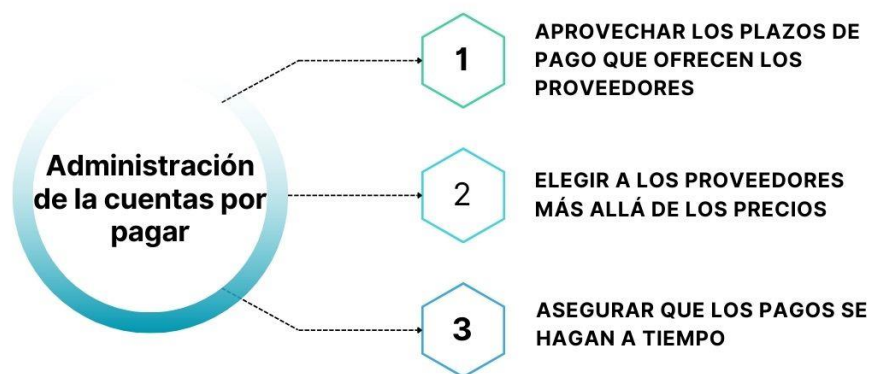 Administración
de la cuentas por
pagar
1
APROVECHAR LOS PLAZOS DE
PAGO QUE OFRECEN LOS
PROVEEDORES
2
ELEGIR A LOS PROVEEDORES
MÁS ALLÁ DE LOS PRECIOS
3
ASEGURAR QUE LOS PAGOS SE
HAGAN A TIEMPO